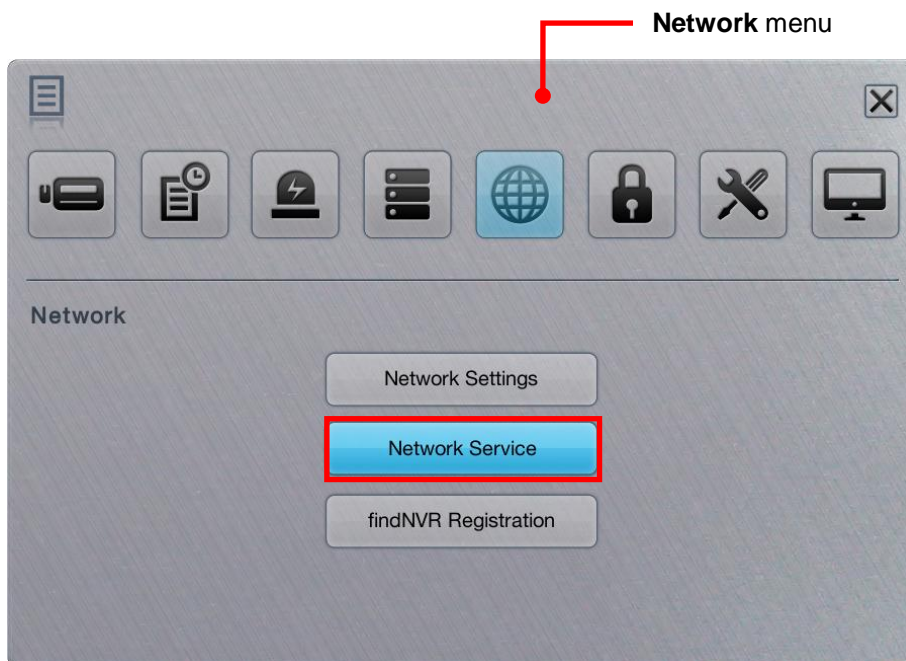 Network menu
Network
Network Settings
Network Service
findNVR Registration